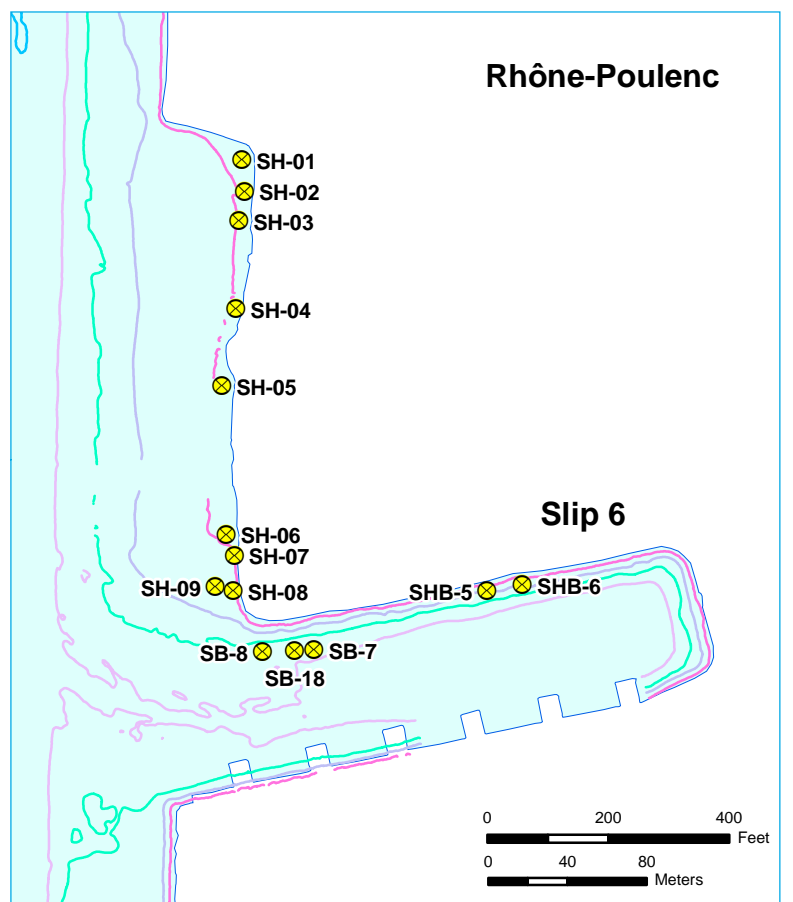 Rhône-Poulenc
SH-01
SH-02
SH-03
SH-04
SH-05
Slip 6
SH-06
SH-07
SH-09
SH-08
SHB-5
SHB-6
SB-8
SB-7
SB-18
0 200 400
Feet
0 40 80
Meters